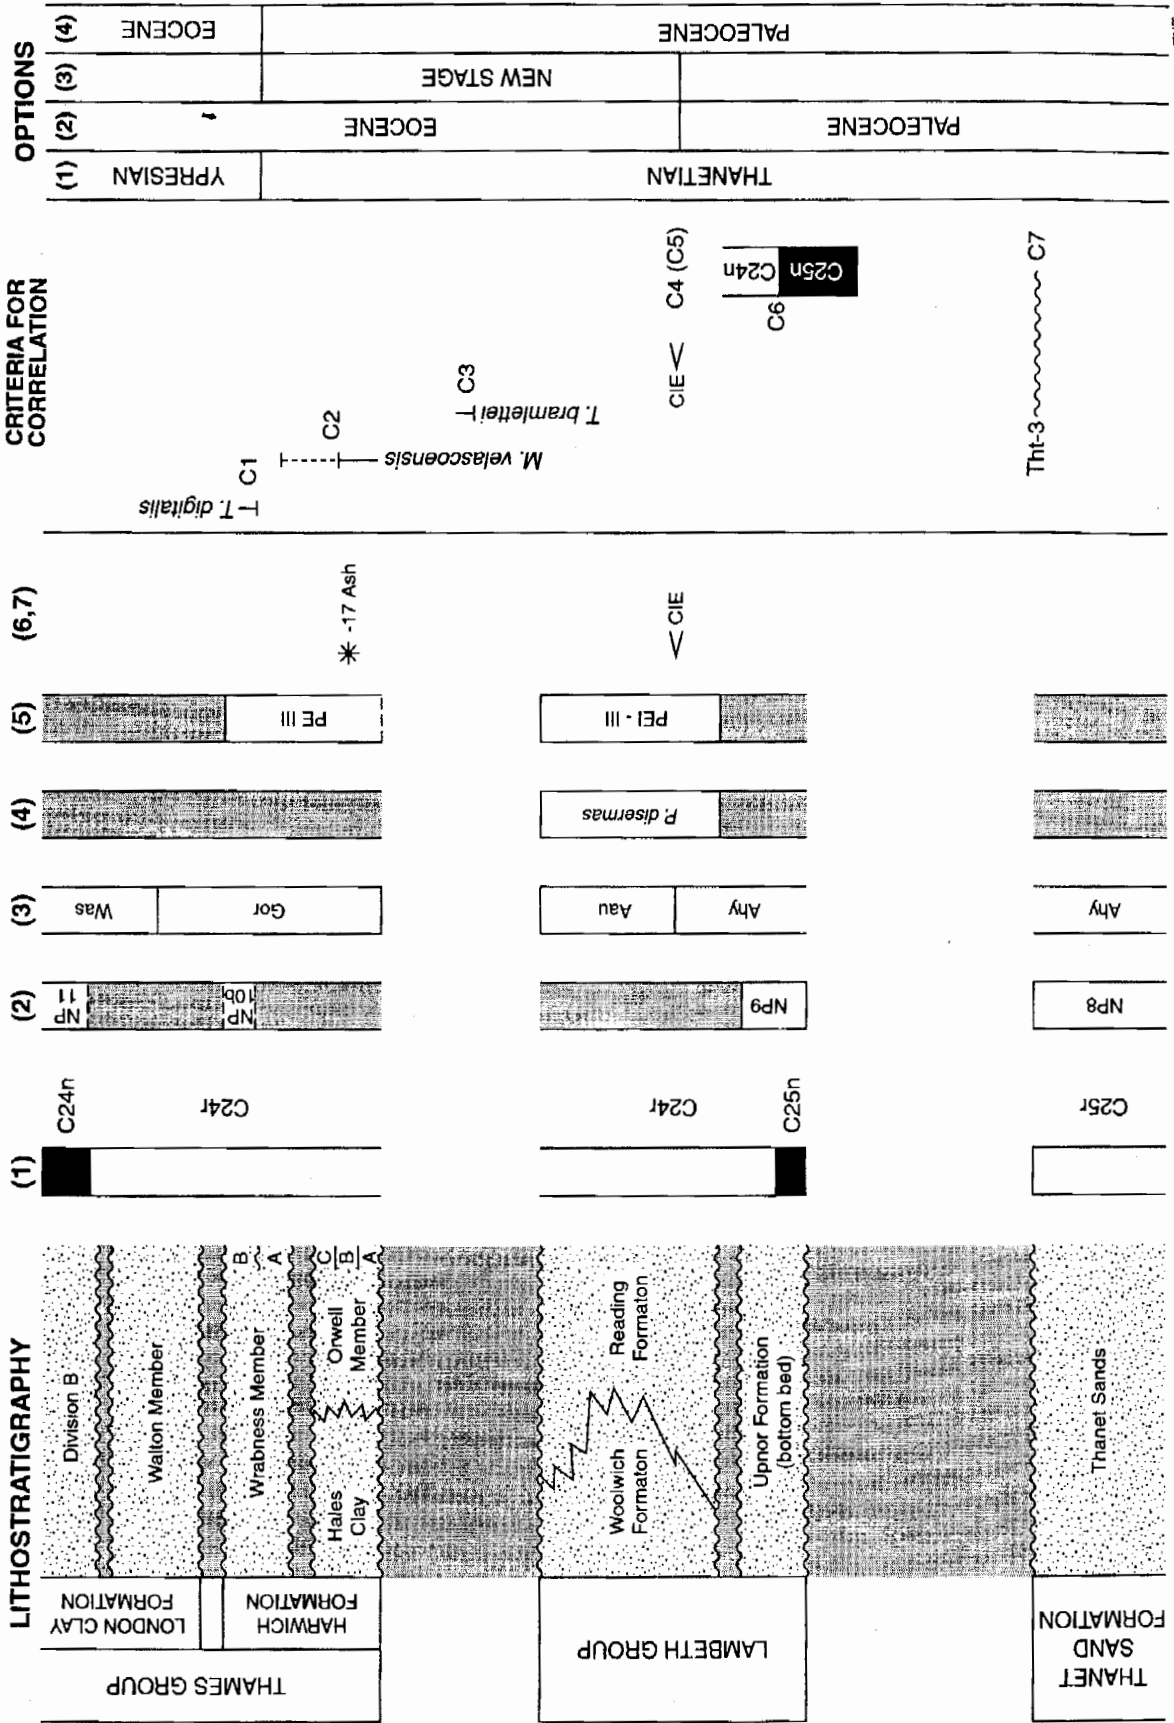 LITHOSTRATIGRAPHY
(1)
(2)
(3)
(4)
(5)
(6,7)
CRITERIA FOR
CORRELATION
OPTIONS
(1)
(2)
(3)
(4)
THAMES GROUP
LONDON CLAY
FORMATION
HARWICH
FORMATION
Division B
Walton Member
Wrabness Member
B
A
Hales
Clay
Orwell
Member
C
B
A
LAMBETH GROUP
Woolwich
Formaton
Reading
Formaton
Upnor Formation
(bottom bed)
THANET
SAND
FORMATION
Thanet Sands
C24n
C24r
C24r
C25n
C25r
NP
11
NP
10b
NP9
NP8
Was
Gor
Aau
Ahy
Ahy
P. disermas
PE III
PEI - III
-17 Ash
CIE
T. digitalis
C1
M. velascoensis
C2
T. bramlettei
C3
CIE
C4 (C5)
C24n
C25n
C6
Tht-3
C7
YPRESIAN
THANETIAN
EOCENE
PALEOCENE
NEW STAGE
EOCENE
PALEOCENE